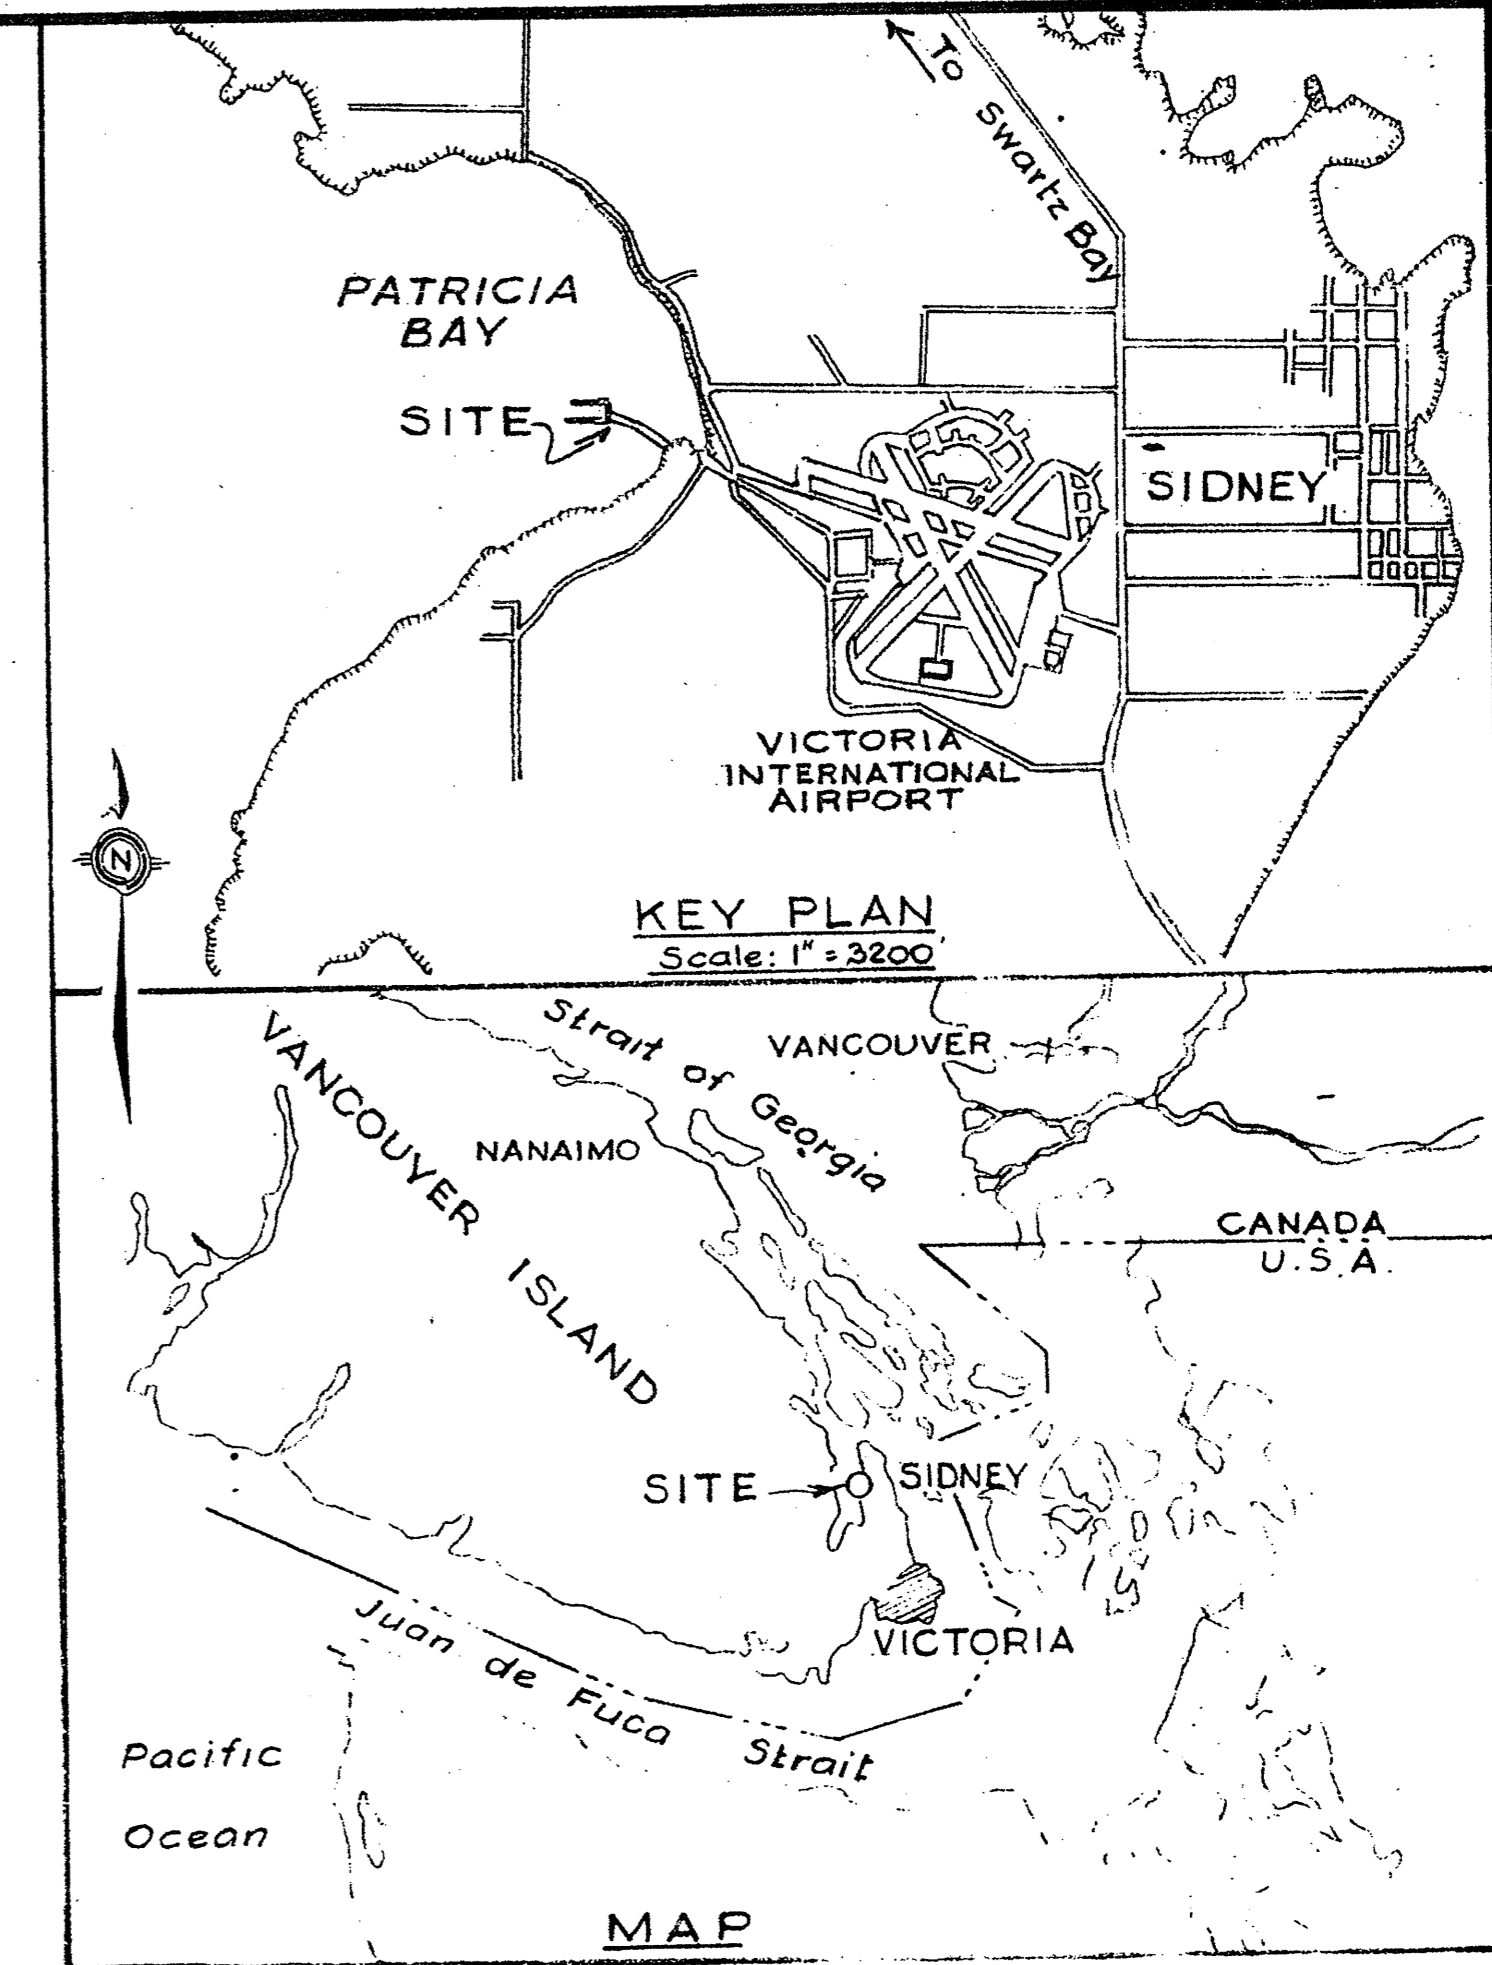 To
Swartz Bay
PATRICIA
BAY
SITE
SIDNEY
VICTORIA
INTERNATIONAL
AIRPORT
N
KEY PLAN
Scale: 1" = 3200'
Strait of Georgia
VANCOUVER
VANCOUVER ISLAND
NANAIMO
CANADA
U.S.A.
SITE
SIDNEY
VICTORIA
Juan de Fuca Strait
Pacific
Ocean
MAP